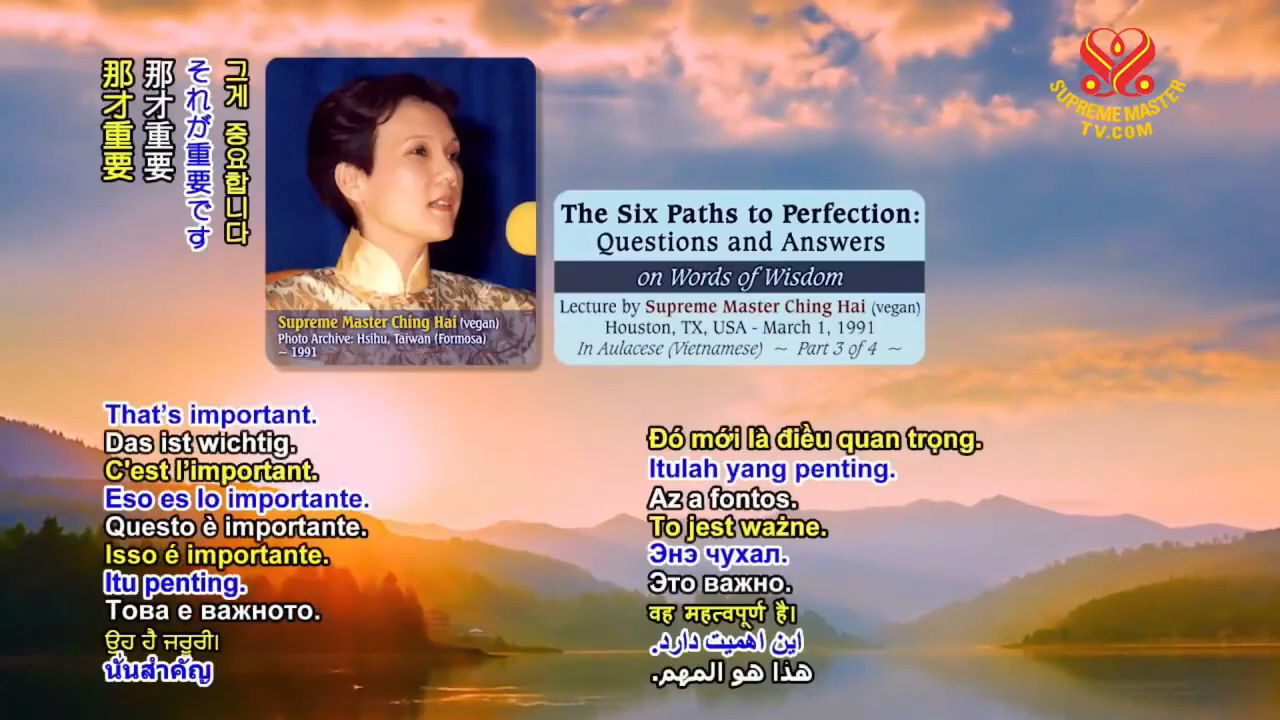 那才重要
那才重要
それが重要です
그게 중요합니다
SUPREME MASTER
TV.COM
Supreme Master Ching Hai (vegan)
Photo Archive: Hsihu, Taiwan (Formosa)
~ 1991
The Six Paths to Perfection:
Questions and Answers
on Words of Wisdom
Lecture by Supreme Master Ching Hai (vegan)
Houston, TX, USA - March 1, 1991
In Aulacese (Vietnamese) ~ Part 3 of 4 ~
That's important.
Das ist wichtig.
C'est l'important.
Eso es lo importante.
Questo è importante.
Isso é importante.
Itu penting.
Това е важното.
ਉਹ ਹੈ ਜਰੂਰੀ।
นั่นสำคัญ
Đó mới là điều quan trọng.
Itulah yang penting.
Az a fontos.
To jest ważne.
Энэ чухал.
Это важно.
वह महत्वपूर्ण है।
این اهمیت دارد.
هذا هو المهم.